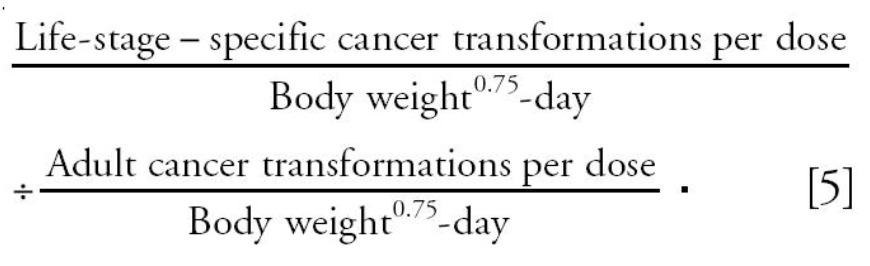 Life-stage – specific cancer transformations per dose
Body weight^0.75-day
÷ Adult cancer transformations per dose . [5]
Body weight^0.75-day